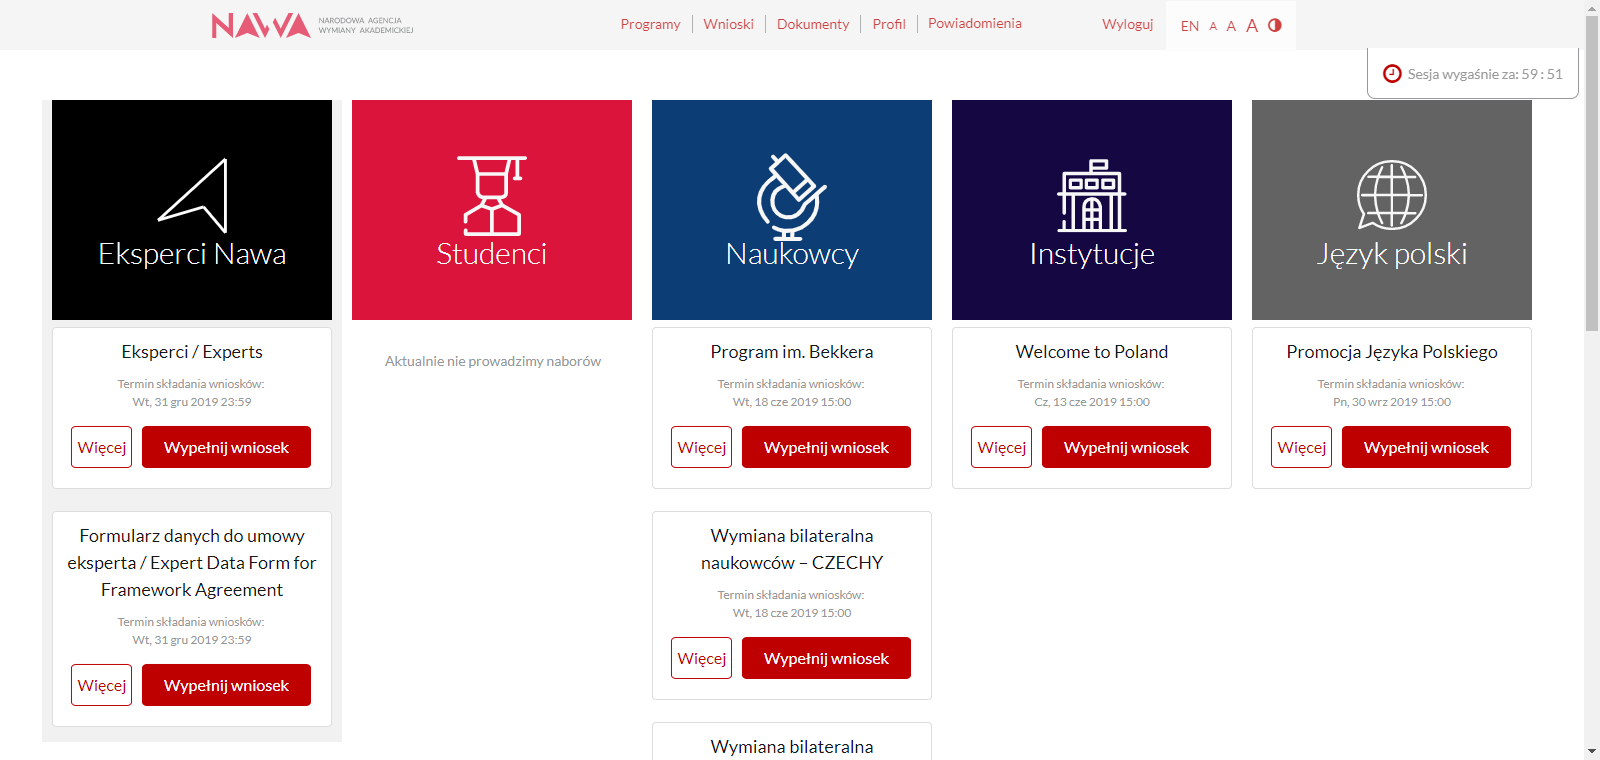 NAWA NARODOWA AGENCJA
WYMIANY AKADEMICKIEJ
Programy Wnioski Dokumenty Profil Powiadomienia Wyloguj EN A A A
Sesja wygaśnie za: 59 : 51
Eksperci Nawa
Eksperci / Experts
Termin składania wniosków:
Wt, 31 gru 2019 23:59
Więcej Wypełnij wniosek
Formularz danych do umowy
eksperta / Expert Data Form for
Framework Agreement
Termin składania wniosków:
Wt, 31 gru 2019 23:59
Więcej Wypełnij wniosek
Studenci
Aktualnie nie prowadzimy naborów
Naukowcy
Program im. Bekkera
Termin składania wniosków:
Wt, 18 cze 2019 15:00
Więcej Wypełnij wniosek
Wymiana bilateralna
naukowców – CZECHY
Termin składania wniosków:
Wt, 18 cze 2019 15:00
Więcej Wypełnij wniosek
Wymiana bilateralna
Instytucje
Welcome to Poland
Termin składania wniosków:
Cz, 13 cze 2019 15:00
Więcej Wypełnij wniosek
Język polski
Promocja Języka Polskiego
Termin składania wniosków:
Pn, 30 wrz 2019 15:00
Więcej Wypełnij wniosek